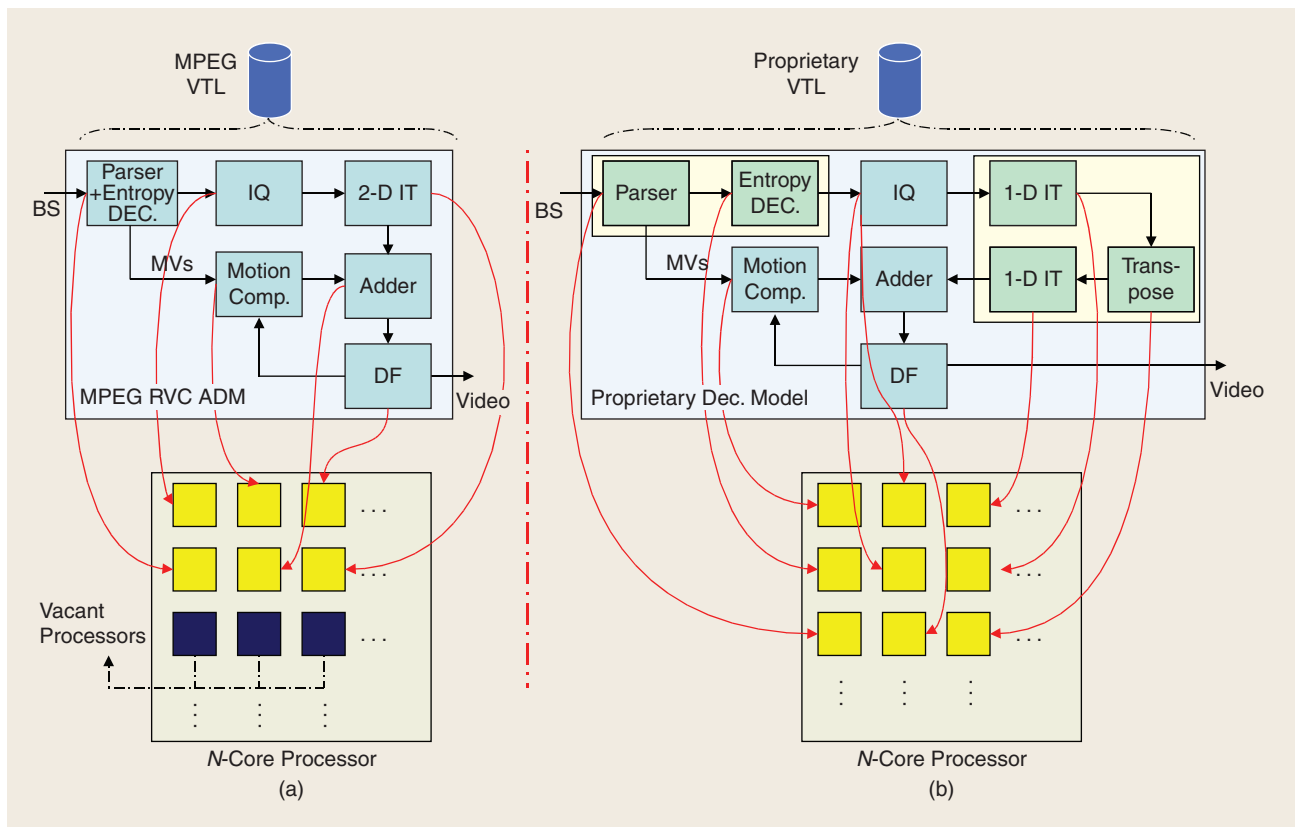 MPEG
VTL
Parser
+Entropy
DEC.
IQ
2-D IT
BS
MVs
Motion
Comp.
Adder
DF
MPEG RVC ADM
Video
. . .
. . .
Vacant
Processors
. . .
. . .
. . .
. . .
N-Core Processor
(a)
Proprietary
VTL
Parser
Entropy
DEC.
IQ
1-D IT
BS
MVs
Motion
Comp.
Adder
1-D IT
Trans-
pose
DF
Proprietary Dec. Model
Video
. . .
. . .
. . .
. . .
. . .
. . .
N-Core Processor
(b)